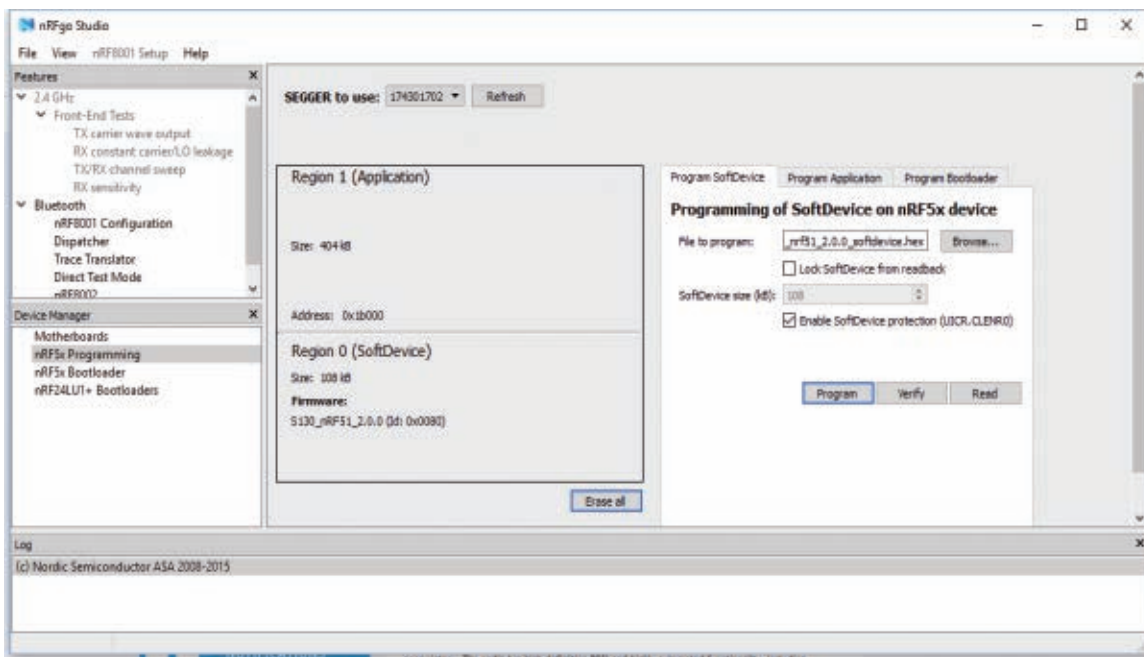 nRFgo Studio
File View nRF8001 Setup Help
Features
2.4 GHz
Front-End Tests
TX carrier wave output
RX constant carrier/LO leakage
TX/RX channel sweep
RX sensitivity
Bluetooth
nRF8001 Configuration
Dispatcher
Trace Translator
Direct Test Mode
nRF8002
Device Manager
Motherboards
nRF5x Programming
nRF5x Bootloader
nRF24LU1+ Bootloaders
SEGGER to use: 174301702 Refresh
Region 1 (Application)
Size: 404 kB
Address: 0x1b000
Region 0 (SoftDevice)
Size: 108 kB
Firmware:
S130_nRF51_2.0.0 (Id: 0x0080)
Erase all
Program SoftDevice Program Application Program Bootloader
Programming of SoftDevice on nRF5x device
File to program: _nrf51_2.0.0_softdevice.hex Browse...
Lock SoftDevice from readback
SoftDevice size (kB): 108
Enable SoftDevice protection (UICR.CLENR0)
Program Verify Read
Log
(c) Nordic Semiconductor ASA 2008-2015